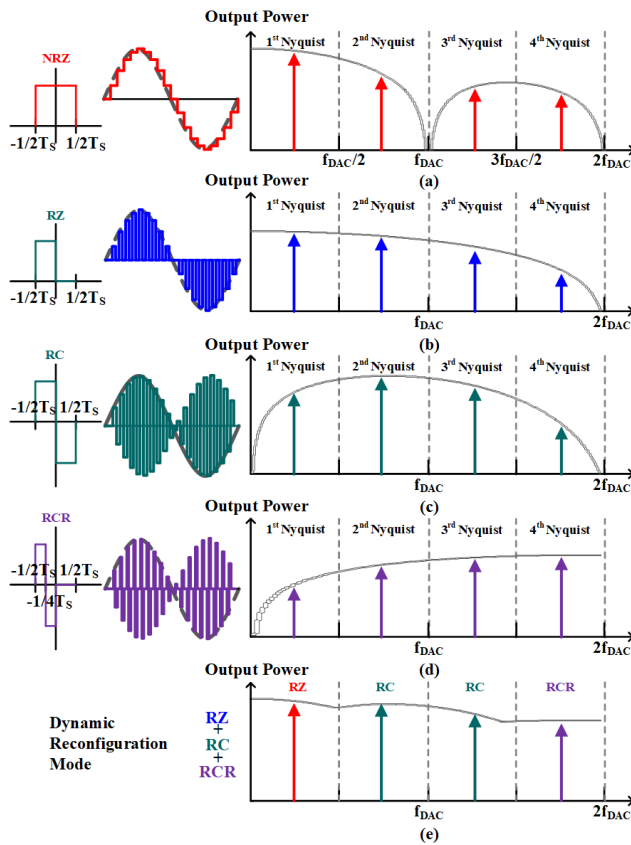 Output Power
NRZ
1st Nyquist 2nd Nyquist 3rd Nyquist 4th Nyquist
-1/2TS 1/2TS
fDAC/2 fDAC 3fDAC/2 2fDAC
(a)
Output Power
RZ
1st Nyquist 2nd Nyquist 3rd Nyquist 4th Nyquist
-1/2TS 1/2TS
fDAC 2fDAC
(b)
Output Power
RC
1st Nyquist 2nd Nyquist 3rd Nyquist 4th Nyquist
-1/2TS 1/2TS
fDAC 2fDAC
(c)
Output Power
RCR
1st Nyquist 2nd Nyquist 3rd Nyquist 4th Nyquist
-1/2TS 1/2TS
-1/4TS
fDAC 2fDAC
(d)
Output Power
RZ RC RC RCR
Dynamic
Reconfiguration
Mode
RZ
+
RC
+
RCR
fDAC 2fDAC
(e)